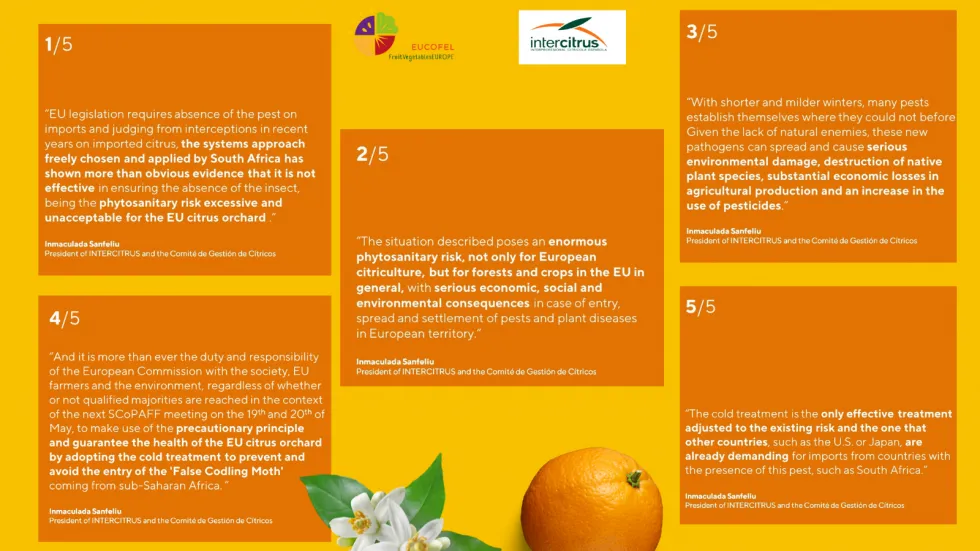 1/5
"EU legislation requires absence of the pest on
imports and judging from interceptions in recent
years on imported citrus, the systems approach
freely chosen and applied by South Africa has
shown more than obvious evidence that it is not
effective in ensuring the absence of the insect,
being the phytosanitary risk excessive and
unacceptable for the EU citrus orchard ."
Inmaculada Sanfeliu
President of INTERCITRUS and the Comité de Gestión de Cítricos
EUCOFEL
FruitVegetablesEUROPE
intercitrus
INTERPROFESIONAL CITRÍCOLA ESPAÑOLA
2/5
"The situation described poses an enormous
phytosanitary risk, not only for European
citriculture, but for forests and crops in the EU in
general, with serious economic, social and
environmental consequences in case of entry,
spread and settlement of pests and plant diseases
in European territory."
Inmaculada Sanfeliu
President of INTERCITRUS and the Comité de Gestión de Cítricos
3/5
"With shorter and milder winters, many pests
establish themselves where they could not before
Given the lack of natural enemies, these new
pathogens can spread and cause serious
environmental damage, destruction of native
plant species, substantial economic losses in
agricultural production and an increase in the
use of pesticides."
Inmaculada Sanfeliu
President of INTERCITRUS and the Comité de Gestión de Cítricos
4/5
"And it is more than ever the duty and responsibility
of the European Commission with the society, EU
farmers and the environment, regardless of whether
or not qualified majorities are reached in the context
of the next SCoPAFF meeting on the 19th and 20th of
May, to make use of the precautionary principle
and guarantee the health of the EU citrus orchard
by adopting the cold treatment to prevent and
avoid the entry of the 'False Codling Moth'
coming from sub-Saharan Africa. "
Inmaculada Sanfeliu
President of INTERCITRUS and the Comité de Gestión de Cítricos
5/5
"The cold treatment is the only effective treatment
adjusted to the existing risk and the one that
other countries, such as the U.S. or Japan, are
already demanding for imports from countries with
the presence of this pest, such as South Africa."
Inmaculada Sanfeliu
President of INTERCITRUS and the Comité de Gestión de Cítricos